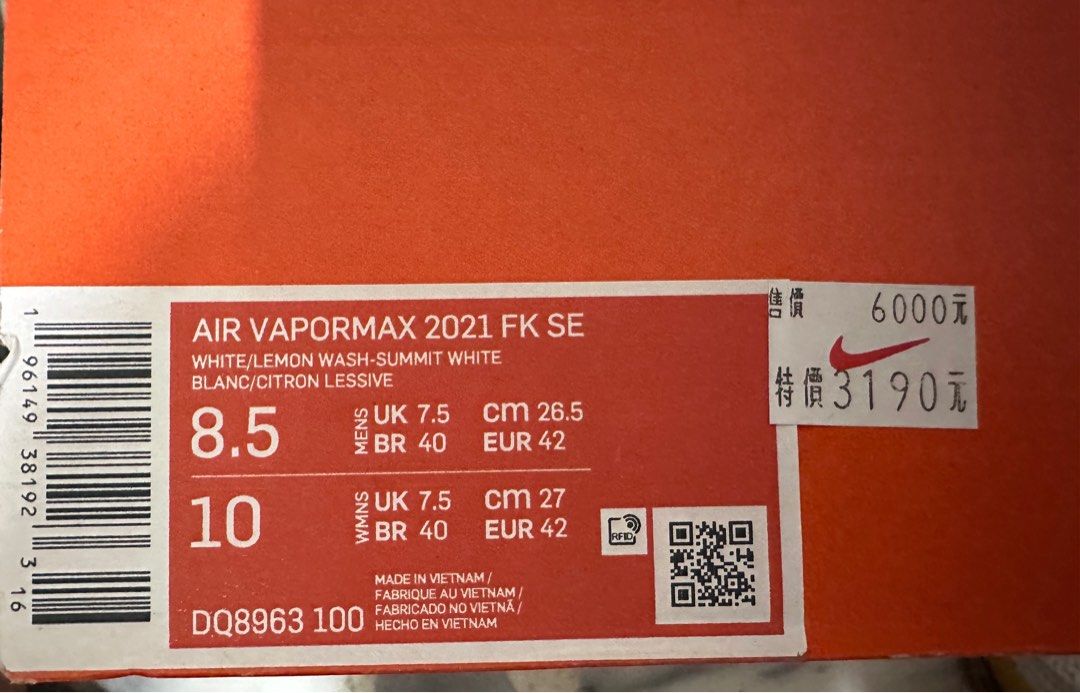 1 96149 38192 3 16
AIR VAPORMAX 2021 FK SE
WHITE/LEMON WASH-SUMMIT WHITE
BLANC/CITRON LESSIVE
8.5 MENS UK 7.5 cm 26.5
BR 40 EUR 42
10 WMNS UK 7.5 cm 27
BR 40 EUR 42
RFID
MADE IN VIETNAM /
FABRIQUE AU VIETNAM /
FABRICADO NO VIETNÃ /
HECHO EN VIETNAM
DQ8963 100
售價 6000元
特價 3190元